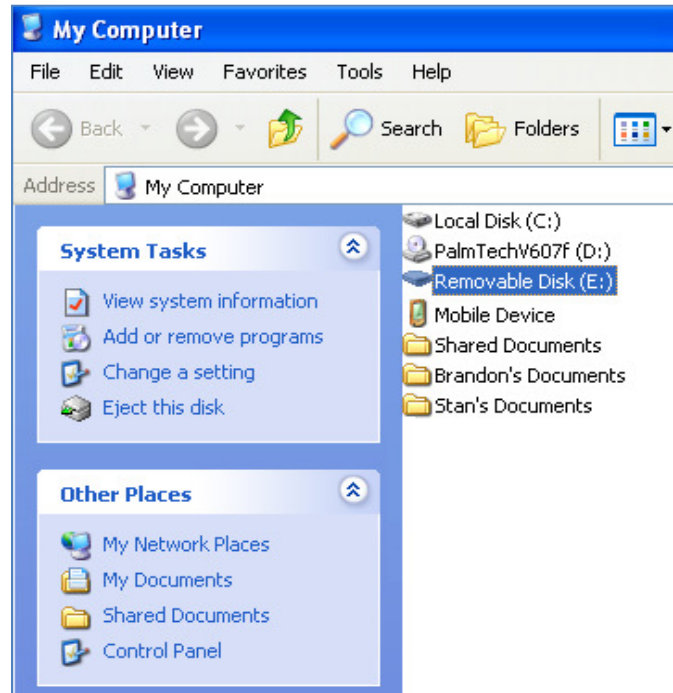 My Computer
File Edit View Favorites Tools Help
Back Search Folders
Address My Computer
System Tasks
View system information
Add or remove programs
Change a setting
Eject this disk
Other Places
My Network Places
My Documents
Shared Documents
Control Panel
Local Disk (C:)
PalmTechV607f (D:)
Removable Disk (E:)
Mobile Device
Shared Documents
Brandon's Documents
Stan's Documents